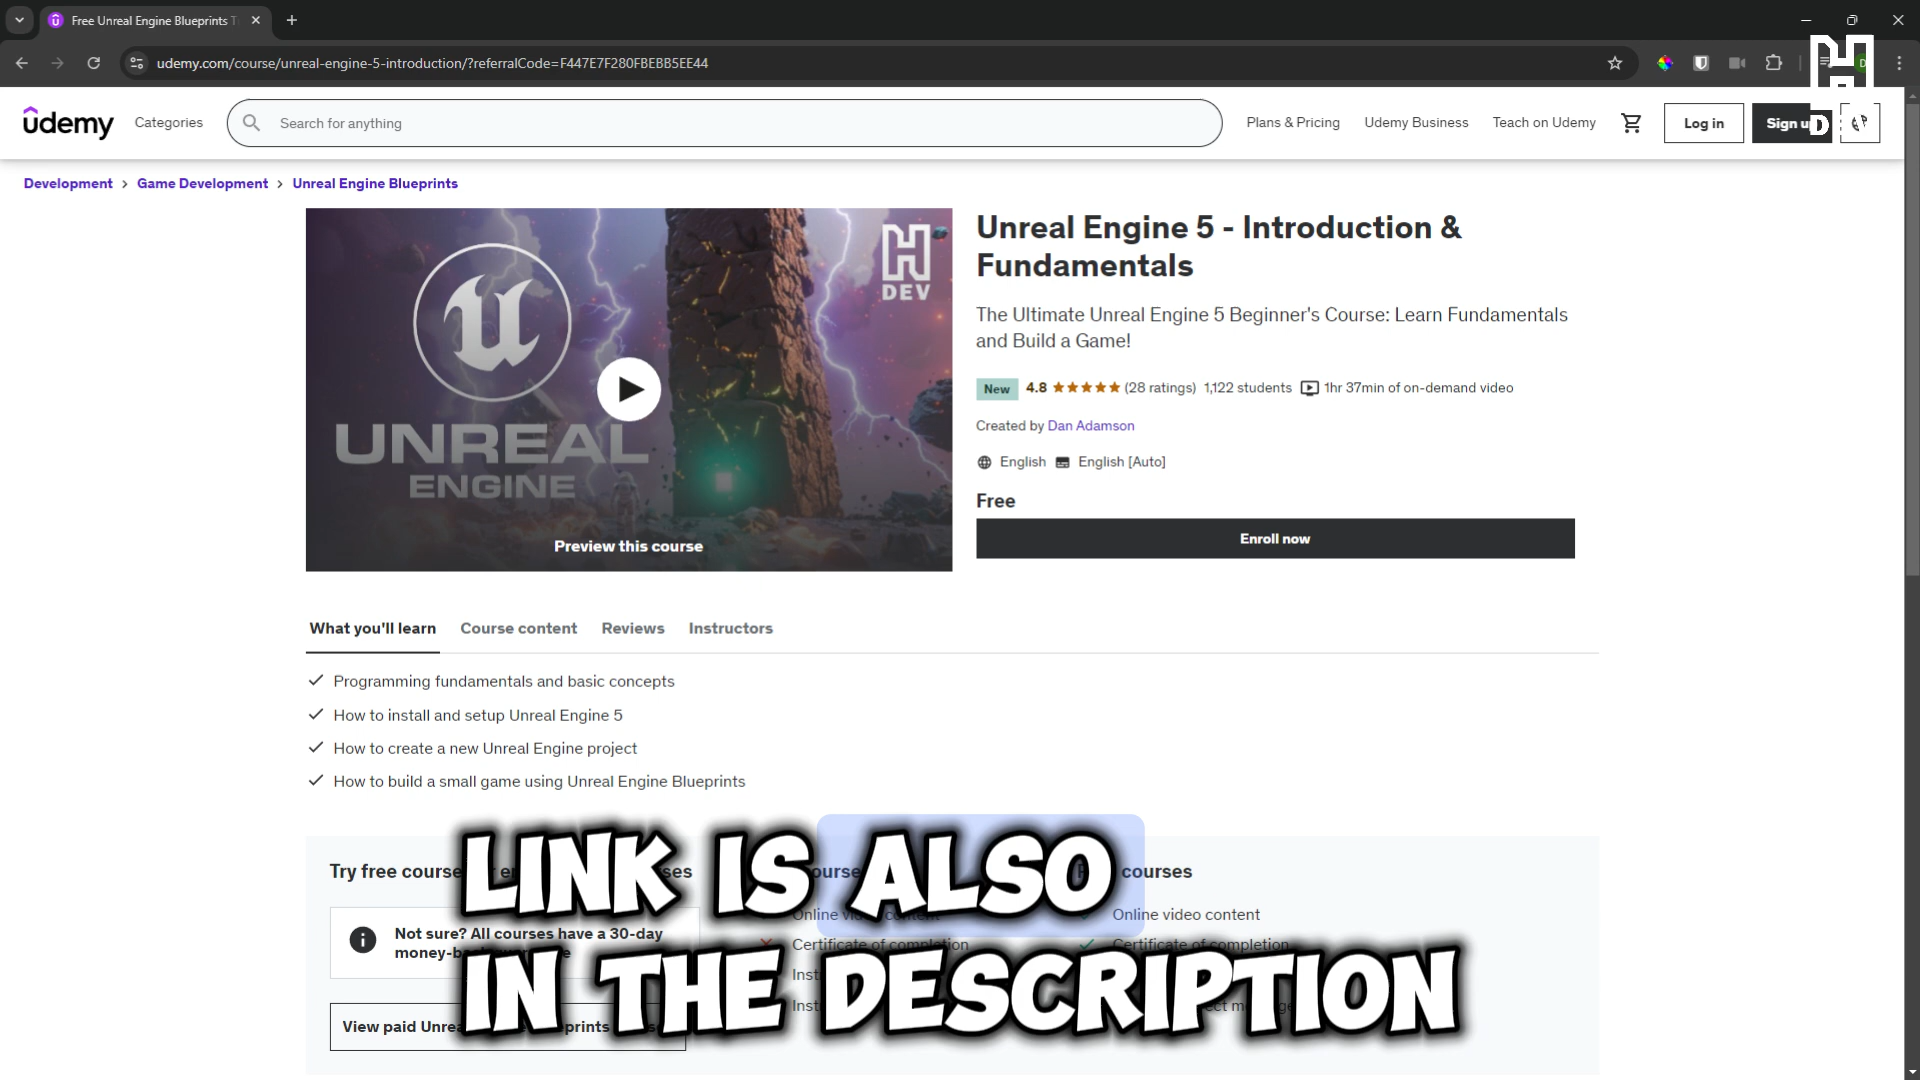 Free Unreal Engine Blueprints T
udemy.com/course/unreal-engine-5-introduction/?referralCode=F447E7F280FBEBB5EE44
udemy
Categories
Search for anything
Plans & Pricing
Udemy Business
Teach on Udemy
Log in
Sign u
D
Development > Game Development > Unreal Engine Blueprints
H
DEV
UNREAL
ENGINE
Preview this course
Unreal Engine 5 - Introduction &
Fundamentals
The Ultimate Unreal Engine 5 Beginner's Course: Learn Fundamentals
and Build a Game!
New 4.8 (28 ratings) 1,122 students 1hr 37min of on-demand video
Created by Dan Adamson
English English [Auto]
Free
Enroll now
What you'll learn
Course content
Reviews
Instructors
Programming fundamentals and basic concepts
How to install and setup Unreal Engine 5
How to create a new Unreal Engine project
How to build a small game using Unreal Engine Blueprints
LINK IS ALSO
IN THE DESCRIPTION
Try free course
courses
Not sure? All courses have a 30-day
Online video content
Online video content
Certificate of completion
Certificate of completion
View paid